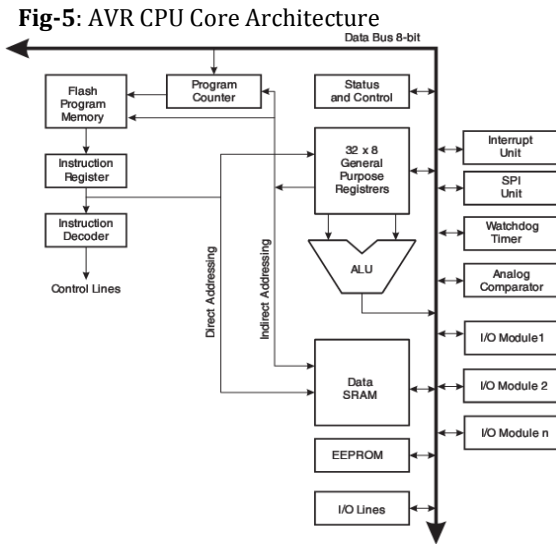 Fig-5: AVR CPU Core Architecture
Data Bus 8-bit
Flash
Program
Memory
Program
Counter
Status
and Control
Instruction
Register
32 x 8
General
Purpose
Registrers
Interrupt
Unit
SPI
Unit
Instruction
Decoder
Watchdog
Timer
Control Lines
Direct Addressing
Indirect Addressing
ALU
Analog
Comparator
I/O Module1
Data
SRAM
I/O Module 2
I/O Module n
EEPROM
I/O Lines